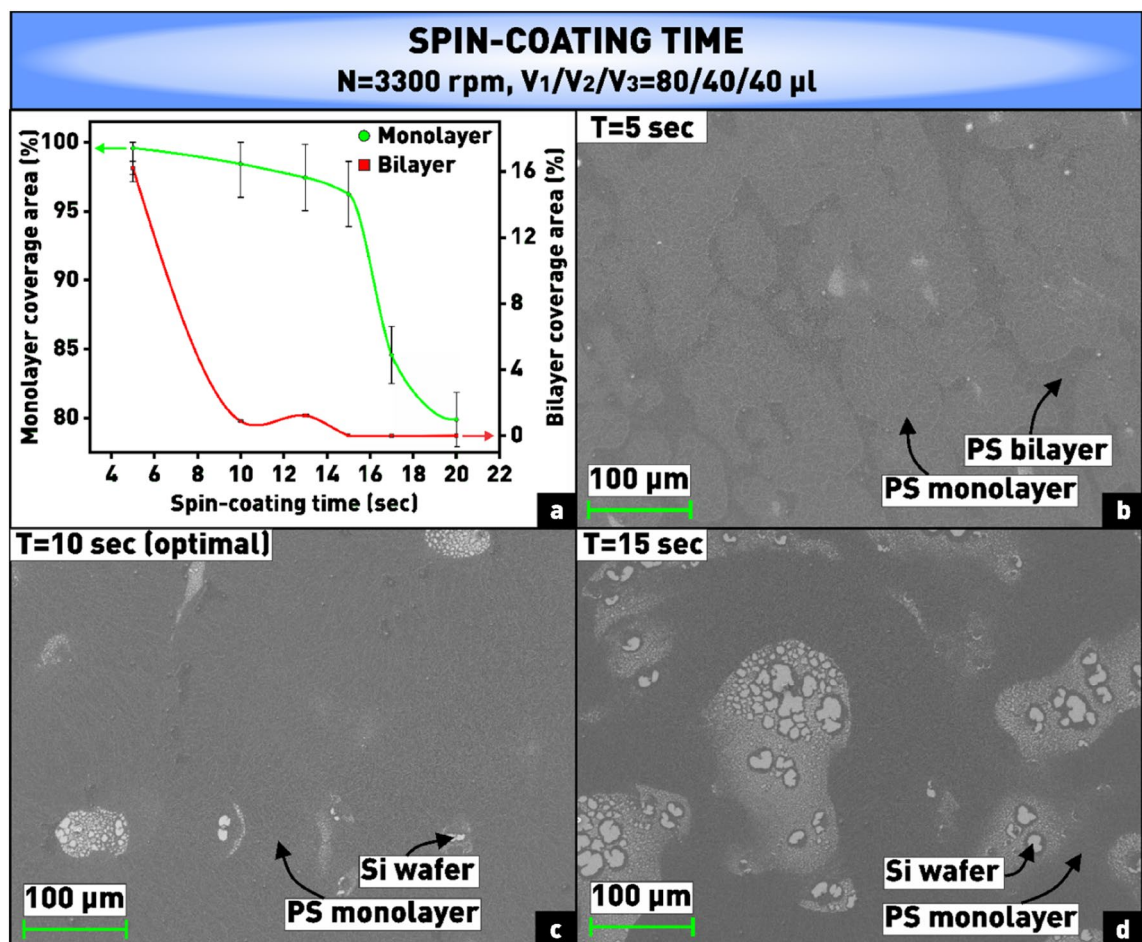 SPIN-COATING TIME
N=3300 rpm, V1/V2/V3=80/40/40 µl
Monolayer coverage area (%)
100
95
90
85
80
Monolayer
Bilayer
16
12
8
4
0
Bilayer coverage area (%)
4 6 8 10 12 14 16 18 20 22
Spin-coating time (sec)
a
T=5 sec
PS bilayer
PS monolayer
100 µm
b
T=10 sec (optimal)
Si wafer
PS monolayer
100 µm
c
T=15 sec
Si wafer
PS monolayer
100 µm
d